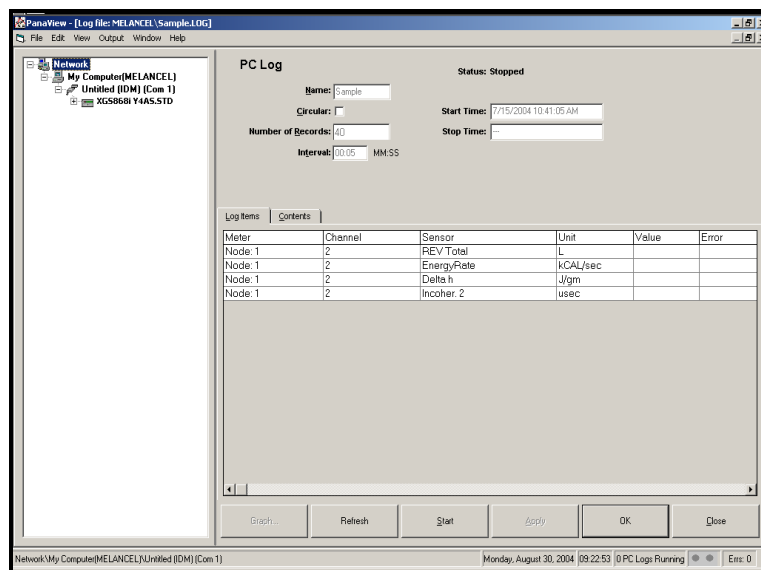 PanaView - [Log file: MELANCEL\Sample.LOG]
File Edit View Output Window Help
Network
My Computer(MELANCEL)
Untitled (IDM) (Com 1)
XGS868i Y4AS.STD
PC Log
Status: Stopped
Name: Sample
Circular:
Start Time: 7/15/2004 10:41:05 AM
Number of Records: 40
Stop Time: ---
Interval: 00:05 MM:SS
Log Items Contents
Meter Channel Sensor Unit Value Error
Node: 1 2 REV Total L
Node: 1 2 EnergyRate kCAL/sec
Node: 1 2 Delta h J/gm
Node: 1 2 Incoher. 2 usec
Graph... Refresh Start Apply OK Close
Network\My Computer(MELANCEL)\Untitled (IDM) (Com 1) Monday, August 30, 2004 09:22:53 0 PC Logs Running Errs: 0